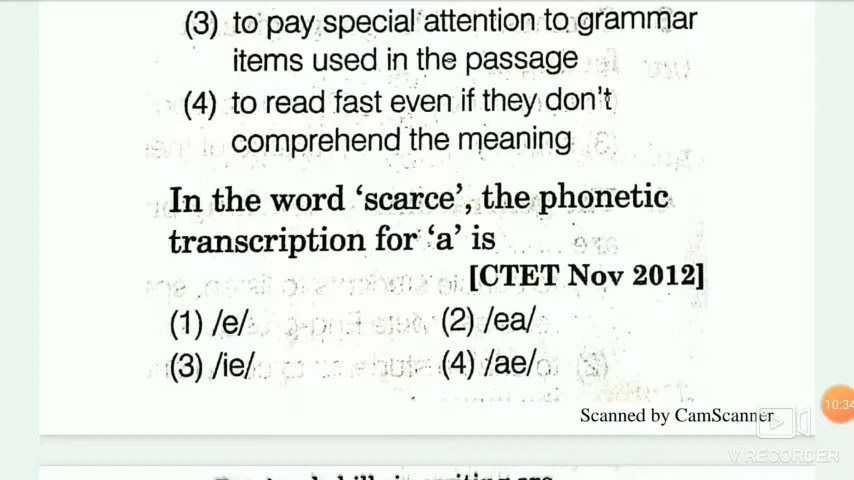 (3) to pay special attention to grammar
items used in the passage
(4) to read fast even if they don't
comprehend the meaning
In the word ‘scarce’, the phonetic
transcription for ‘a’ is
[CTET Nov 2012]
(1) /e/ (2) /ea/
(3) /ie/ (4) /ae/
10:34
Scanned by CamScanner
V RECORDER